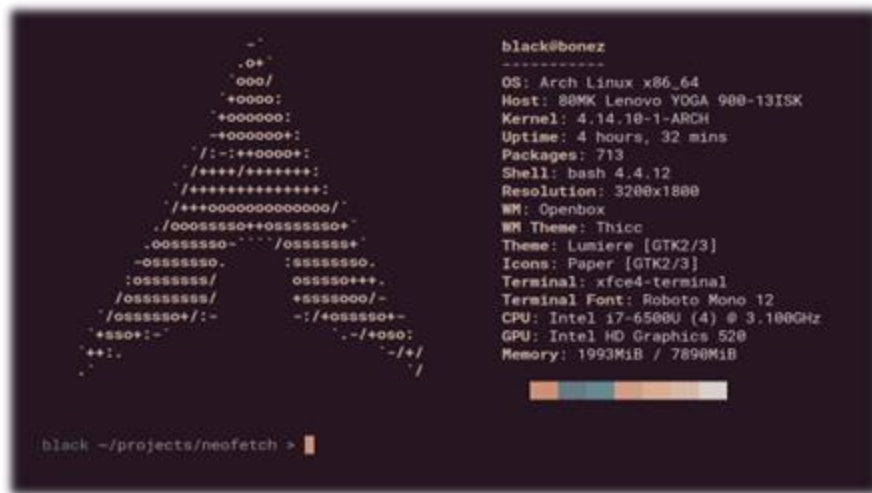 black@bonez
-----------
OS: Arch Linux x86_64
Host: 80MK Lenovo YOGA 900-13ISK
Kernel: 4.14.10-1-ARCH
Uptime: 4 hours, 32 mins
Packages: 713
Shell: bash 4.4.12
Resolution: 3200x1800
WM: Openbox
WM Theme: Thicc
Theme: Lumiere [GTK2/3]
Icons: Paper [GTK2/3]
Terminal: xfce4-terminal
Terminal Font: Roboto Mono 12
CPU: Intel i7-6500U (4) @ 3.100GHz
GPU: Intel HD Graphics 520
Memory: 1993MiB / 7890MiB
black ~/projects/neofetch >